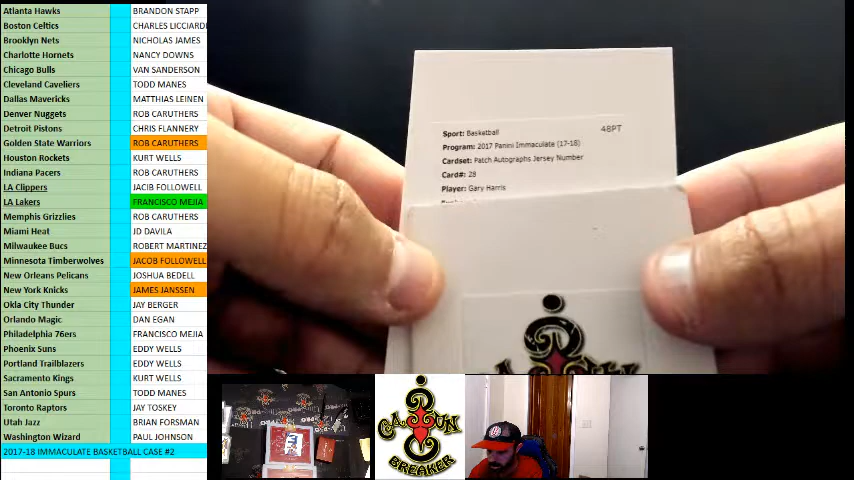 Atlanta Hawks BRANDON STAPP
Boston Celtics CHARLES LICCIARDI
Brooklyn Nets NICHOLAS JAMES
Charlotte Hornets NANCY DOWNS
Chicago Bulls VAN SANDERSON
Cleveland Caveliers TODD MANES
Dallas Mavericks MATTHIAS LEINEN
Denver Nuggets ROB CARUTHERS
Detroit Pistons CHRIS FLANNERY
Golden State Warriors ROB CARUTHERS
Houston Rockets KURT WELLS
Indiana Pacers ROB CARUTHERS
LA Clippers JACIB FOLLOWELL
LA Lakers FRANCISCO MEJIA
Memphis Grizzlies ROB CARUTHERS
Miami Heat JD DAVILA
Milwaukee Bucs ROBERT MARTINEZ
Minnesota Timberwolves JACOB FOLLOWELL
New Orleans Pelicans JOSHUA BEDELL
New York Knicks JAMES JANSSEN
Okla City Thunder JAY BERGER
Orlando Magic DAN EGAN
Philadelphia 76ers FRANCISCO MEJIA
Phoenix Suns EDDY WELLS
Portland Trailblazers EDDY WELLS
Sacramento Kings KURT WELLS
San Antonio Spurs TODD MANES
Toronto Raptors JAY TOSKEY
Utah Jazz BRIAN FORSMAN
Washington Wizard PAUL JOHNSON
2017-18 IMMACULATE BASKETBALL CASE #2
48PT
Sport: Basketball
Program: 2017 Panini Immaculate (17-18)
Cardset: Patch Autographs Jersey Number
Card#: 28
Player: Gary Harris
CAJUN
BREAKER